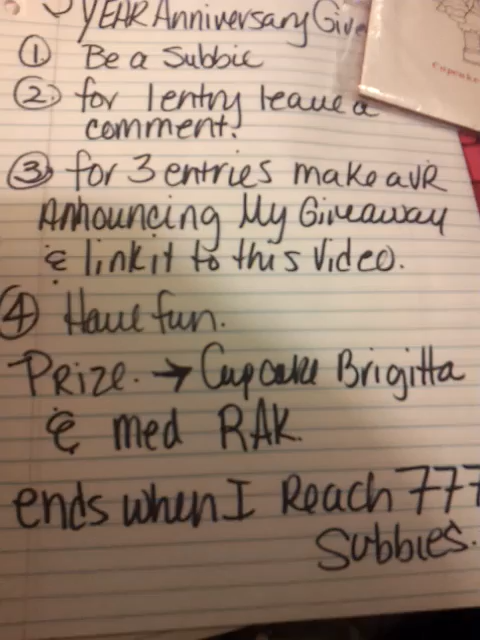 YEAR Anniversary Give
① Be a Subbie
② for 1 entry leave a
comment.
③ for 3 entries make a VR
Announcing My Giveaway
& link it to this Video.
④ Have fun.
Prize. → Cupcake Brigitta
& med RAK.
ends when I Reach 777
Subbies.
Cupcake